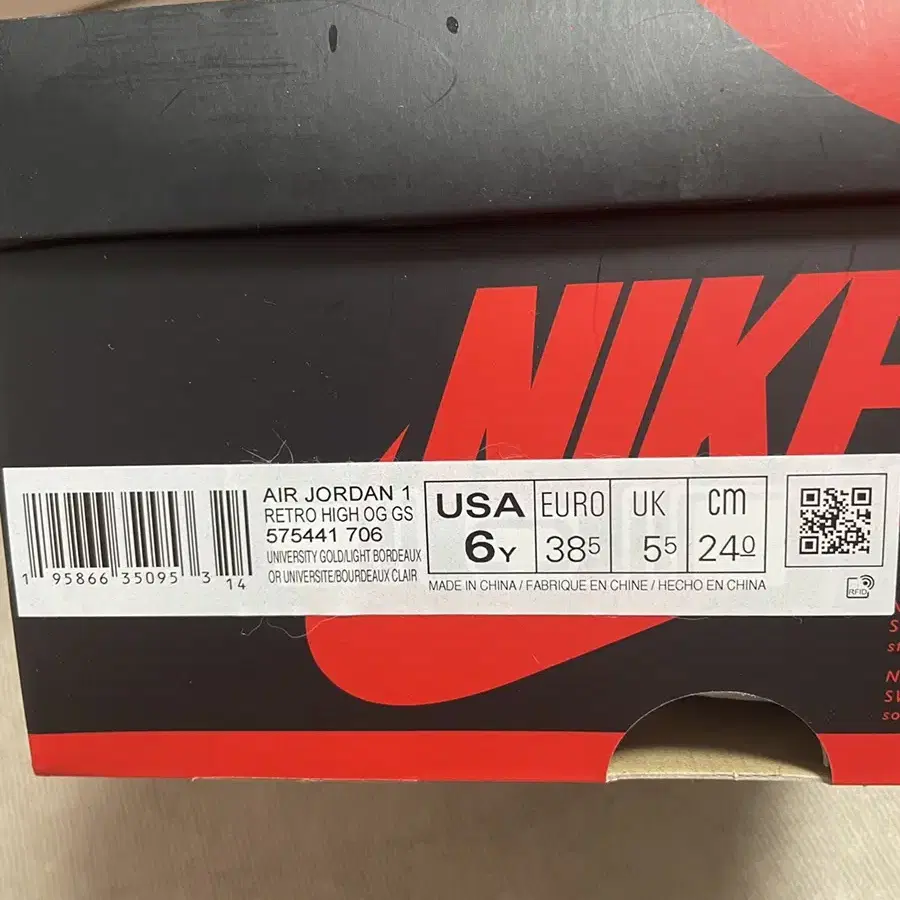 NIKE
AIR JORDAN 1
RETRO HIGH OG GS
575441 706
UNIVERSITY GOLD/LIGHT BORDEAUX
OR UNIVERSITE/BOURDEAUX CLAIR
1 95866 35095 3 14
USA EURO UK cm
6Y 385 55 240
MADE IN CHINA / FABRIQUE EN CHINE / HECHO EN CHINA
RFID